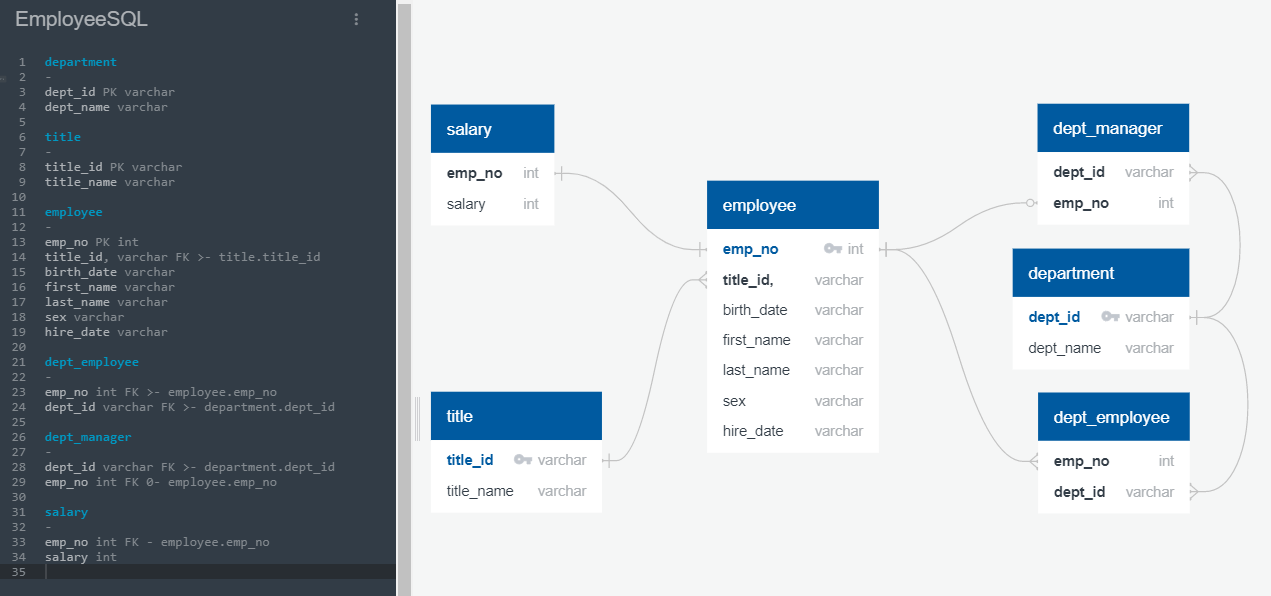 EmployeeSQL
1 department
2 -
3 dept_id PK varchar
4 dept_name varchar
5
6 title
7 -
8 title_id PK varchar
9 title_name varchar
10
11 employee
12 -
13 emp_no PK int
14 title_id, varchar FK >- title.title_id
15 birth_date varchar
16 first_name varchar
17 last_name varchar
18 sex varchar
19 hire_date varchar
20
21 dept_employee
22 -
23 emp_no int FK >- employee.emp_no
24 dept_id varchar FK >- department.dept_id
25
26 dept_manager
27 -
28 dept_id varchar FK >- department.dept_id
29 emp_no int FK 0- employee.emp_no
30
31 salary
32 -
33 emp_no int FK - employee.emp_no
34 salary int
35
salary
emp_no int
salary int
title
title_id varchar
title_name varchar
employee
emp_no int
title_id, varchar
birth_date varchar
first_name varchar
last_name varchar
sex varchar
hire_date varchar
dept_manager
dept_id varchar
emp_no int
department
dept_id varchar
dept_name varchar
dept_employee
emp_no int
dept_id varchar